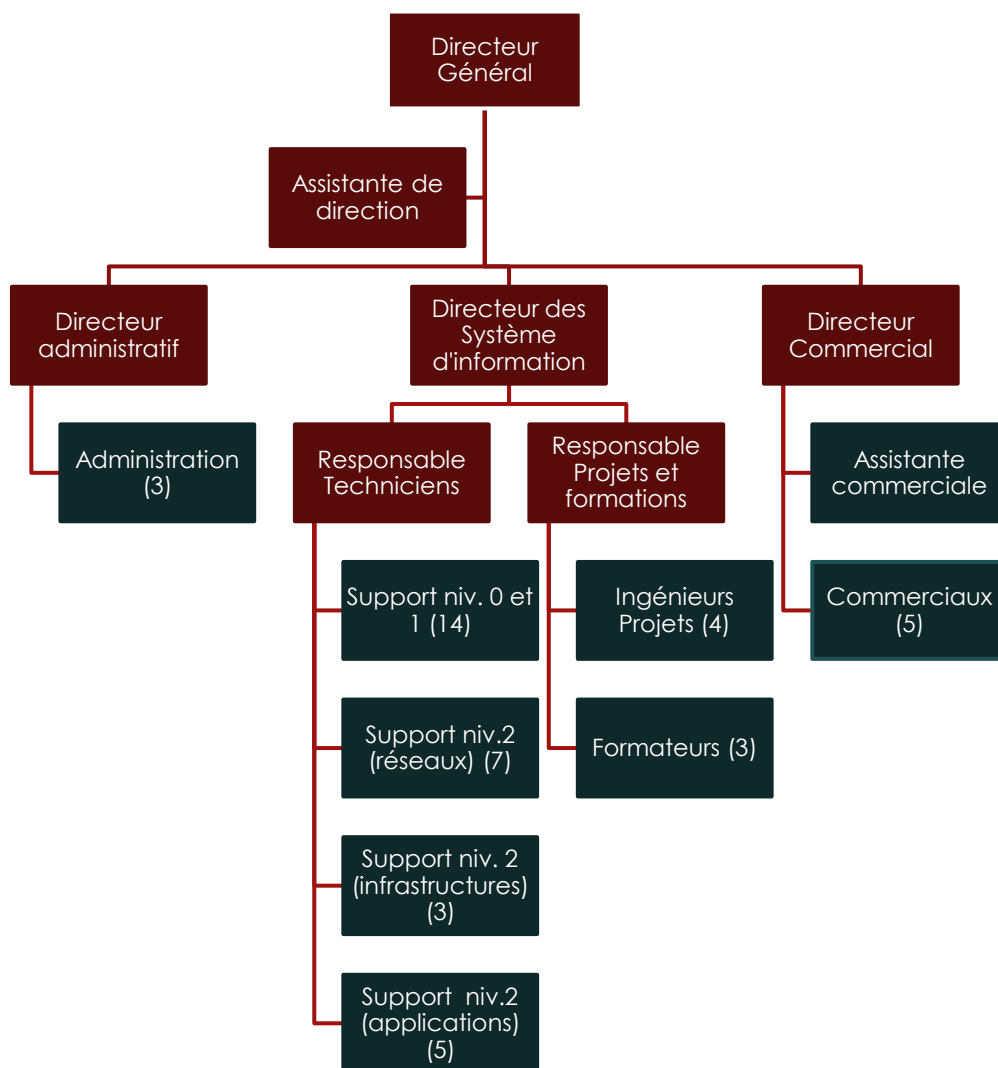 Directeur
Général
Assistante de
direction
Directeur
administratif
Directeur des
Système
d'information
Directeur
Commercial
Administration
(3)
Responsable
Techniciens
Responsable
Projets et
formations
Assistante
commerciale
Support niv. 0 et
1 (14)
Ingénieurs
Projets (4)
Commerciaux
(5)
Support niv.2
(réseaux) (7)
Formateurs (3)
Support niv. 2
(infrastructures)
(3)
Support niv.2
(applications)
(5)